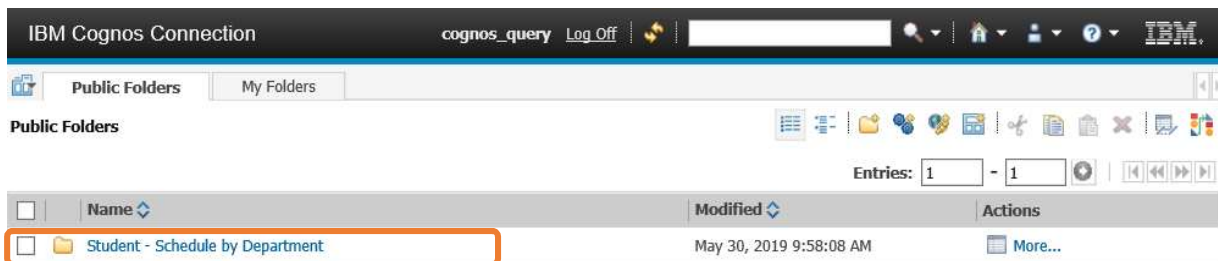 IBM Cognos Connection cognos_query Log Off IBM.
Public Folders My Folders
Public Folders
Entries: 1 - 1
Name Modified Actions
Student - Schedule by Department May 30, 2019 9:58:08 AM More...